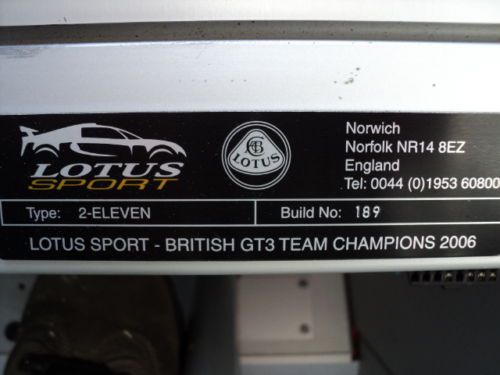 LOTUS
SPORT
LOTUS
Norwich
Norfolk NR14 8EZ
England
Tel: 0044 (0)1953 60800
Type: 2-ELEVEN
Build No: 189
LOTUS SPORT - BRITISH GT3 TEAM CHAMPIONS 2006